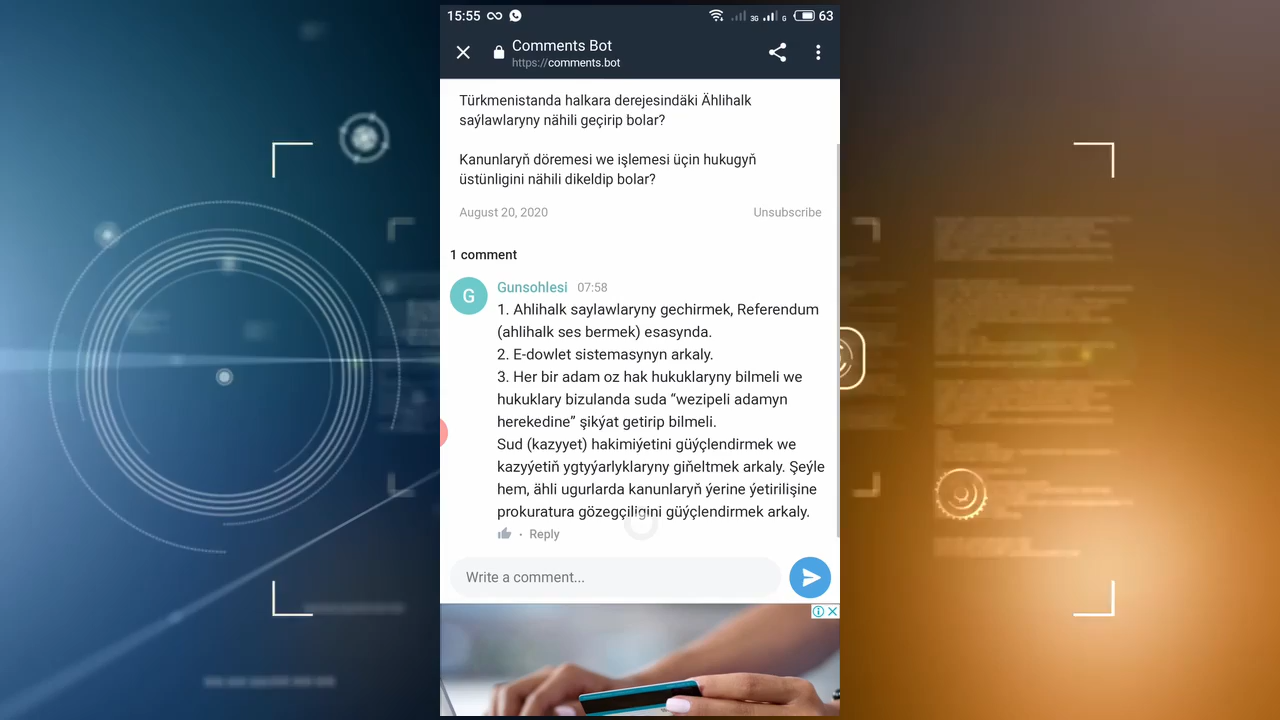 15:55
3G
G
63
Comments Bot
https://comments.bot
Türkmenistanda halkara derejesindäki Ählihalk
saýlawlaryny nähili geçirip bolar?
Kanunlaryň döremesi we işlemesi üçin hukugyň
üstünligini nähili dikeldip bolar?
August 20, 2020
Unsubscribe
1 comment
G
Gunsohlesi 07:58
1. Ahlihalk saylawlaryny gechirmek, Referendum
(ahlihalk ses bermek) esasynda.
2. E-dowlet sistemasynyn arkaly.
3. Her bir adam oz hak hukuklaryny bilmeli we
hukuklary bizulanda suda “wezipeli adamyn
herekedine” şikýat getirip bilmeli.
Sud (kazyyet) hakimiýetini güýçlendirmek we
kazyýetiň ygtyýarlyklaryny giňeltmek arkaly. Şeýle
hem, ähli ugurlarda kanunlaryň ýerine ýetirilişine
prokuratura gözegçiligini güýçlendirmek arkaly.
· Reply
Write a comment...